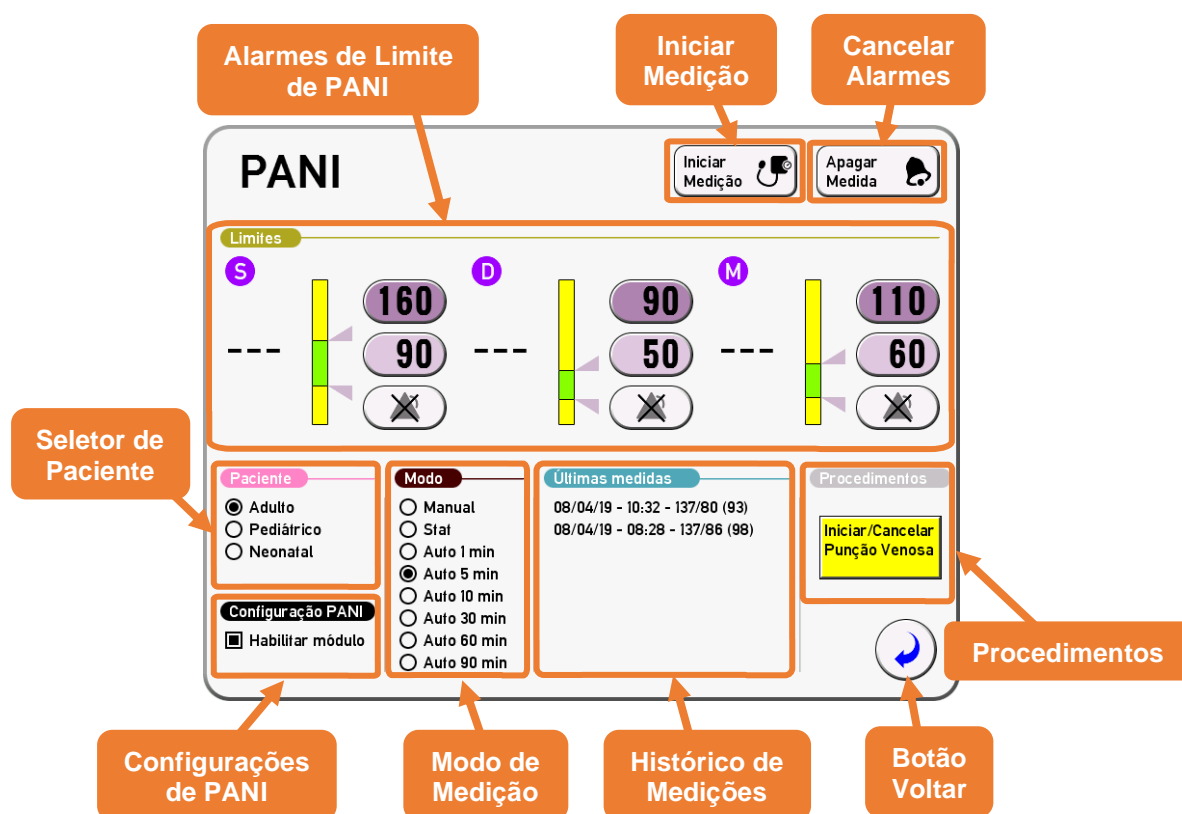 Alarmes de Limite
de PANI
Iniciar
Medição
Cancelar
Alarmes
PANI
Iniciar
Medição
Apagar
Medida
Limites
S
D
M
160
90
110
---
90
---
50
---
60
Seletor de
Paciente
Paciente
Adulto
Pediátrico
Neonatal
Configuração PANI
Habilitar módulo
Modo
Manual
Stat
Auto 1 min
Auto 5 min
Auto 10 min
Auto 30 min
Auto 60 min
Auto 90 min
Últimas medidas
08/04/19 - 10:32 - 137/80 (93)
08/04/19 - 08:28 - 137/86 (98)
Procedimentos
Iniciar/Cancelar
Punção Venosa
Procedimentos
Configurações
de PANI
Modo de
Medição
Histórico de
Medições
Botão
Voltar